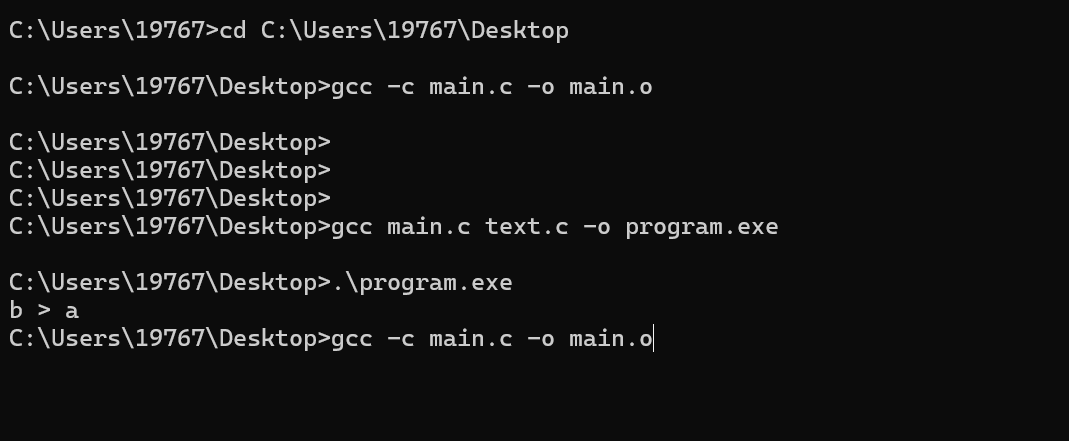 C:\Users\19767>cd C:\Users\19767\Desktop
C:\Users\19767\Desktop>gcc -c main.c -o main.o
C:\Users\19767\Desktop>
C:\Users\19767\Desktop>
C:\Users\19767\Desktop>
C:\Users\19767\Desktop>gcc main.c text.c -o program.exe
C:\Users\19767\Desktop>.\program.exe
b > a
C:\Users\19767\Desktop>gcc -c main.c -o main.o